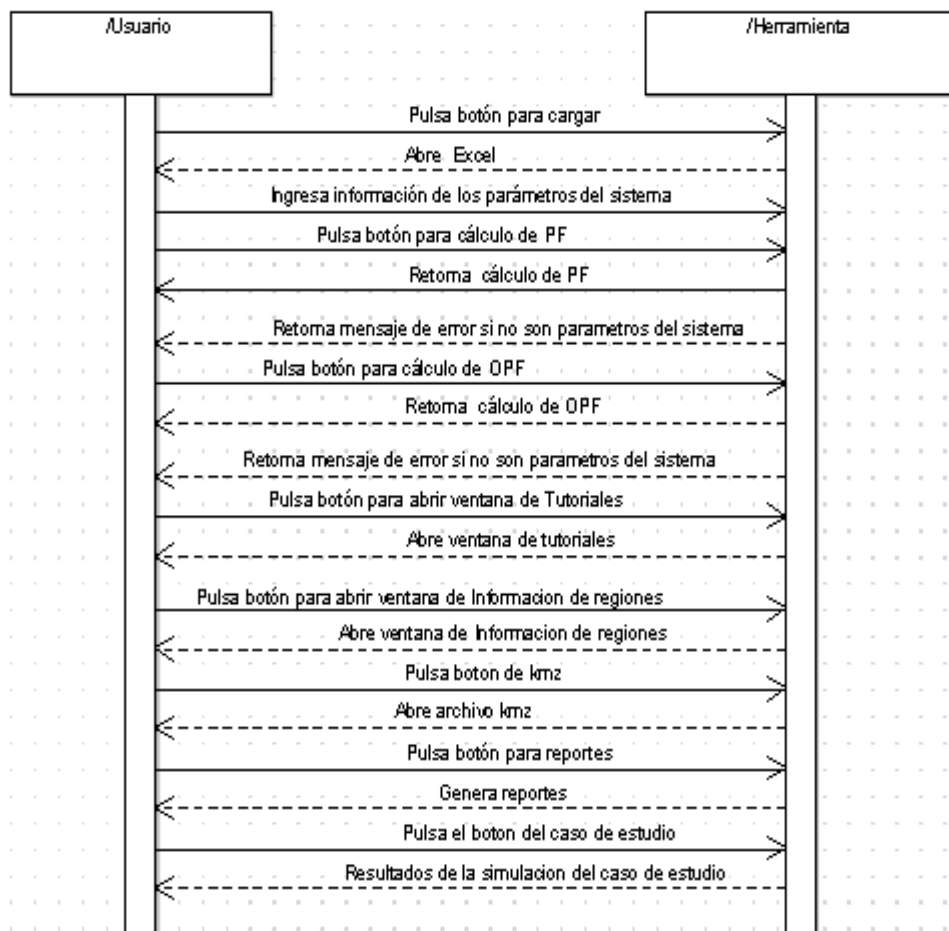 /Usuario
/Herramienta
Pulsa botón para cargar
Abre Excel
Ingresa información de los parámetros del sistema
Pulsa botón para cálculo de PF
Retorna cálculo de PF
Retorna mensaje de error si no son parametros del sistema
Pulsa botón para cálculo de OPF
Retorna cálculo de OPF
Retorna mensaje de error si no son parametros del sistema
Pulsa botón para abrir ventana de Tutoriales
Abre ventana de tutoriales
Pulsa botón para abrir ventana de Informacion de regiones
Abre ventana de Informacion de regiones
Pulsa boton de kmz
Abre archivo kmz
Pulsa botón para reportes
Genera reportes
Pulsa el boton del caso de estudio
Resultados de la simulacion del caso de estudio